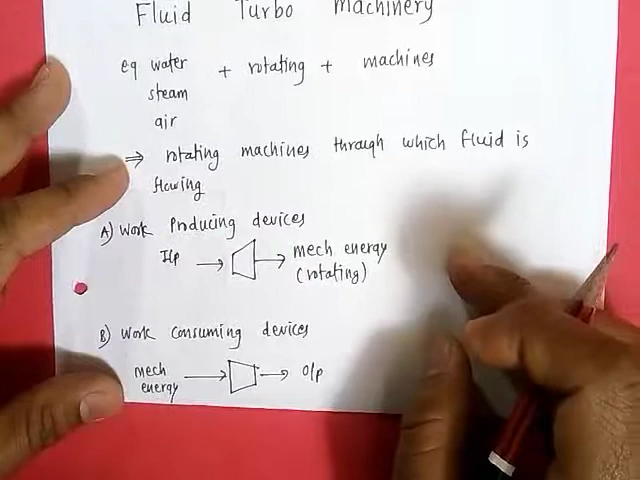 Fluid Turbo Machinery
eg water + rotating + machines
steam
air
⇒ rotating machines through which fluid is
flowing
A) Work Producing devices
I/p → → mech energy
(rotating)
B) Work Consuming devices
mech → → O/p
energy